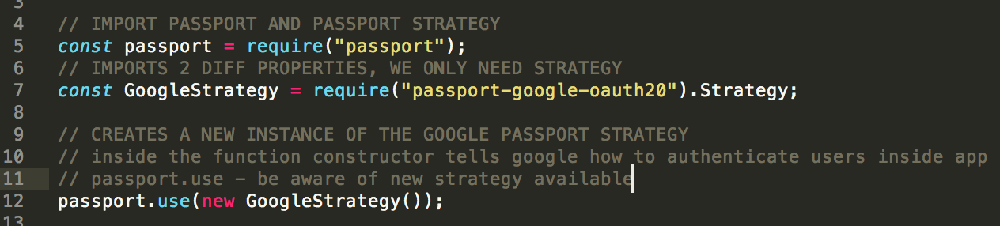 3
4 // IMPORT PASSPORT AND PASSPORT STRATEGY
5 const passport = require("passport");
6 // IMPORTS 2 DIFF PROPERTIES, WE ONLY NEED STRATEGY
7 const GoogleStrategy = require("passport-google-oauth20").Strategy;
8
9 // CREATES A NEW INSTANCE OF THE GOOGLE PASSPORT STRATEGY
10 // inside the function constructor tells google how to authenticate users inside app
11 // passport.use – be aware of new strategy available
12 passport.use(new GoogleStrategy());
13